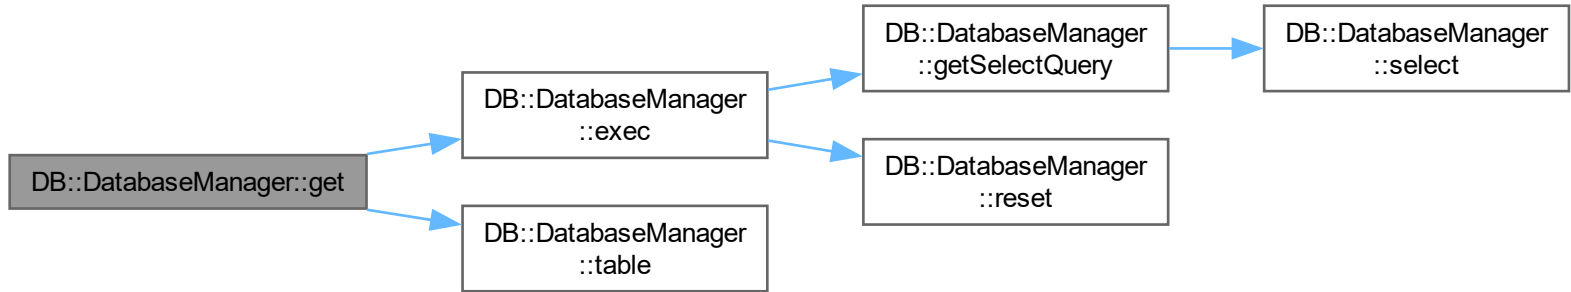 DB::DatabaseManager::get
DB::DatabaseManager
::exec
DB::DatabaseManager
::table
DB::DatabaseManager
::getSelectQuery
DB::DatabaseManager
::reset
DB::DatabaseManager
::select